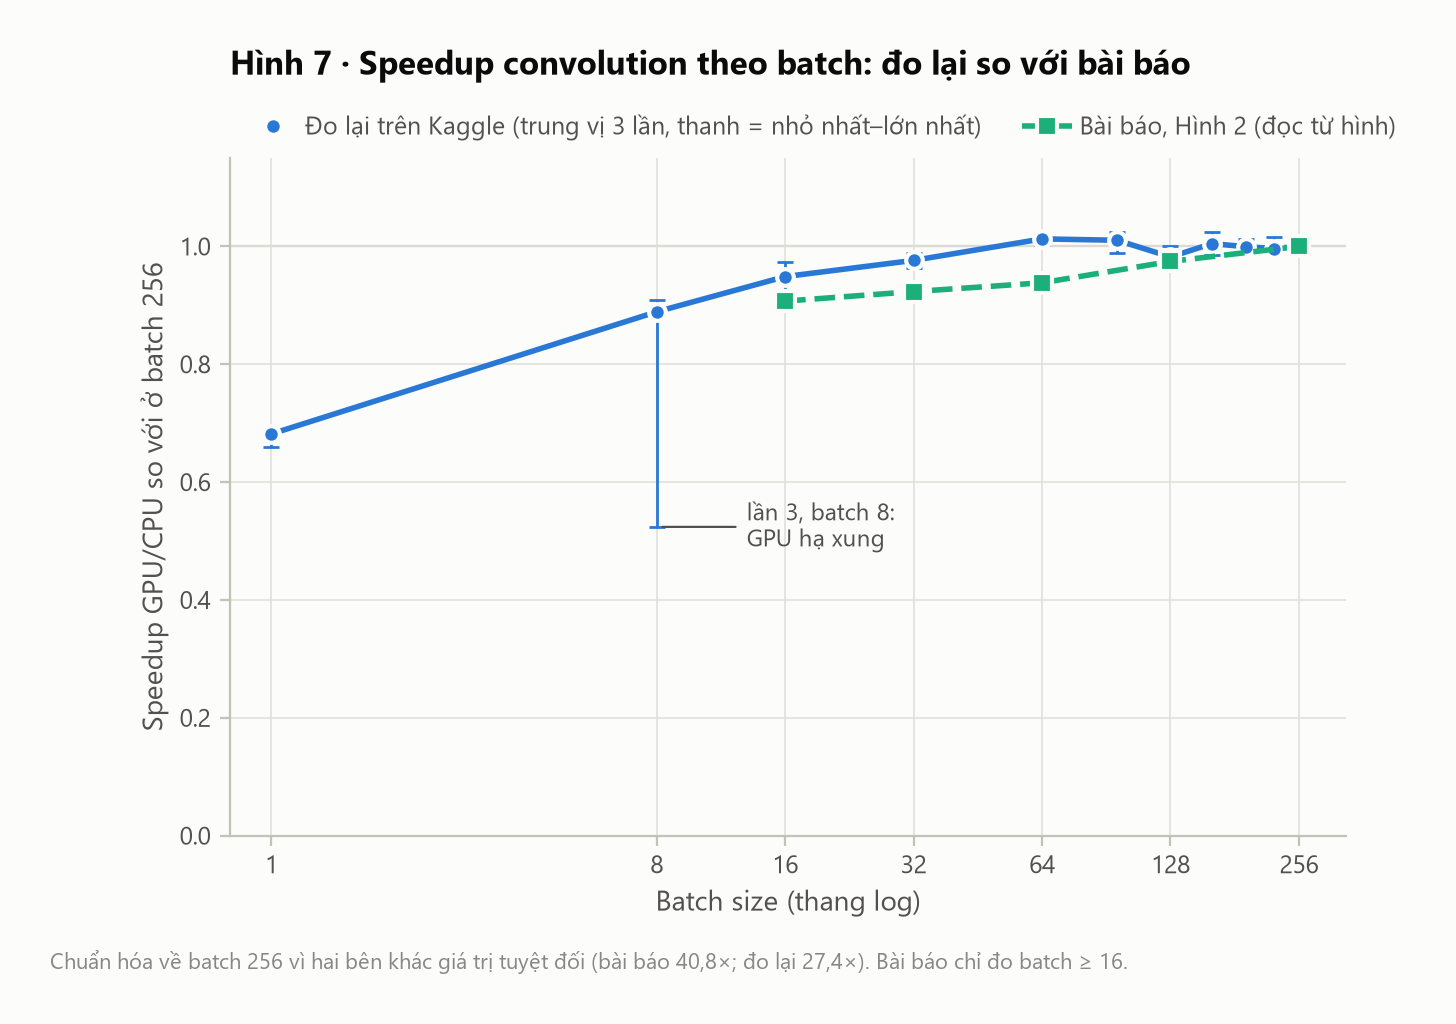 Hình 7 · Speedup convolution theo batch: đo lại so với bài báo
Đo lại trên Kaggle (trung vị 3 lần, thanh = nhỏ nhất–lớn nhất)
Bài báo, Hình 2 (đọc từ hình)
Speedup GPU/CPU so với ở batch 256
1.0
0.8
0.6
0.4
0.2
0.0
lần 3, batch 8:
GPU hạ xung
1 8 16 32 64 128 256
Batch size (thang log)
Chuẩn hóa về batch 256 vì hai bên khác giá trị tuyệt đối (bài báo 40,8×; đo lại 27,4×). Bài báo chỉ đo batch ≥ 16.